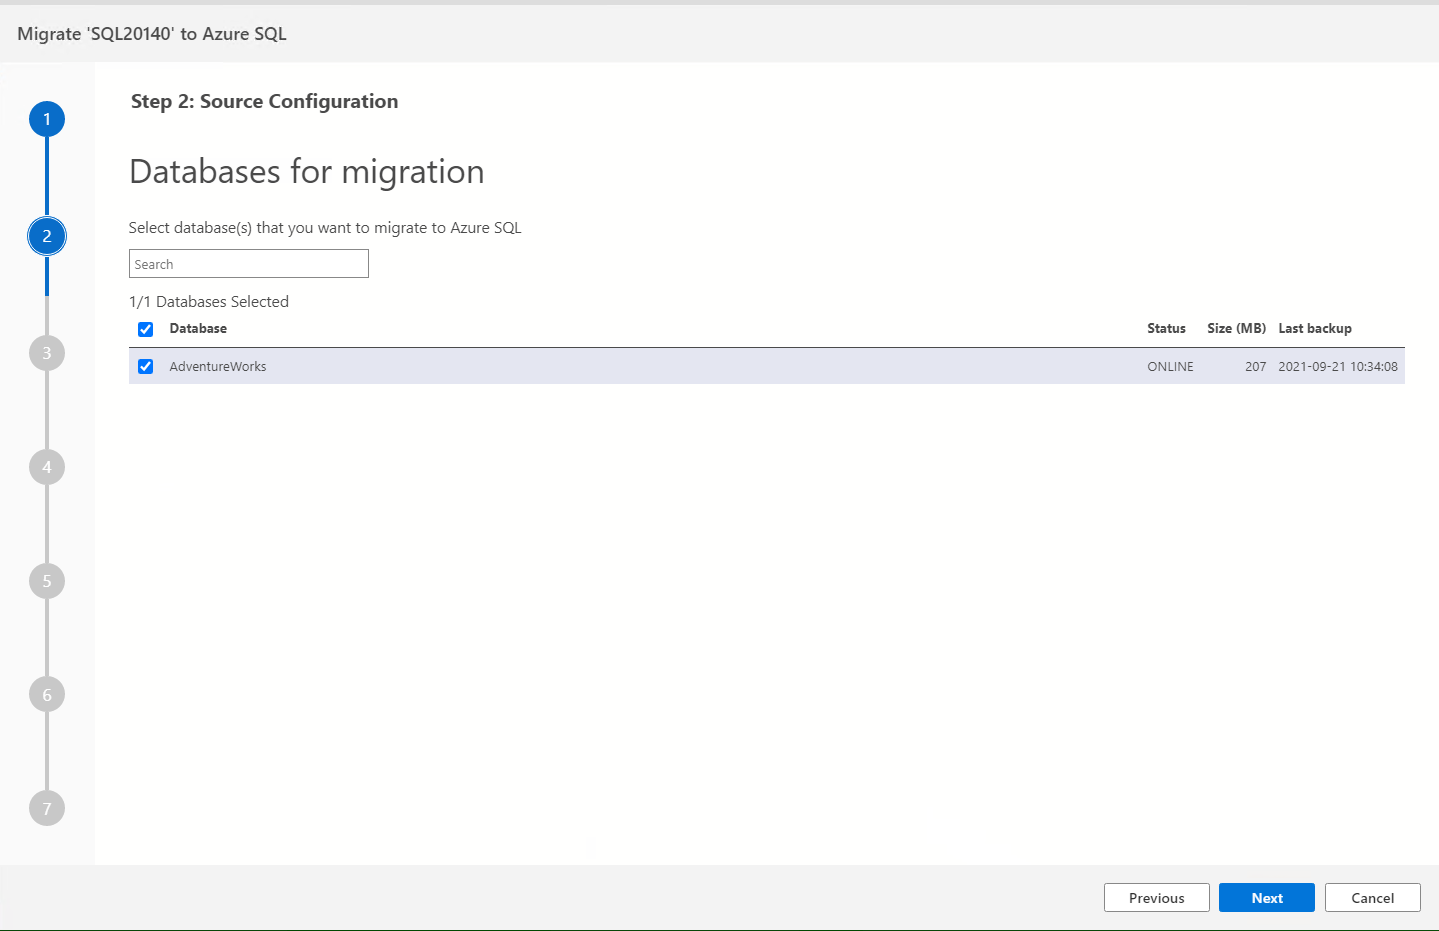 Migrate 'SQL20140' to Azure SQL
1
2
3
4
5
6
7
Step 2: Source Configuration
Databases for migration
Select database(s) that you want to migrate to Azure SQL
Search
1/1 Databases Selected
Database Status Size (MB) Last backup
AdventureWorks ONLINE 207 2021-09-21 10:34:08
Previous Next Cancel